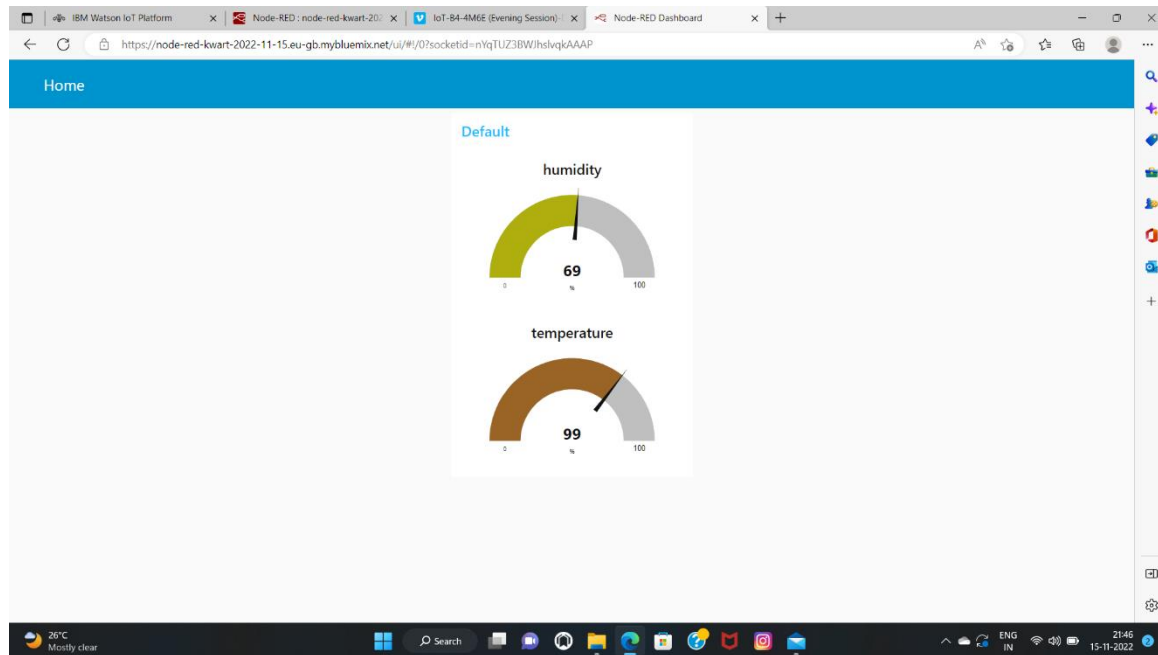 IBM Watson IoT Platform
Node-RED : node-red-kwart-202
IoT-B4-4M6E (Evening Session)-
Node-RED Dashboard
https://node-red-kwart-2022-11-15.eu-gb.mybluemix.net/ui/#!/0?socketid=nYqTUZ3BWJhslvqkAAAP
Home
Default
humidity
69
%
0
100
temperature
99
%
0
100
26°C
Mostly clear
Search
ENG
IN
21:46
15-11-2022
2